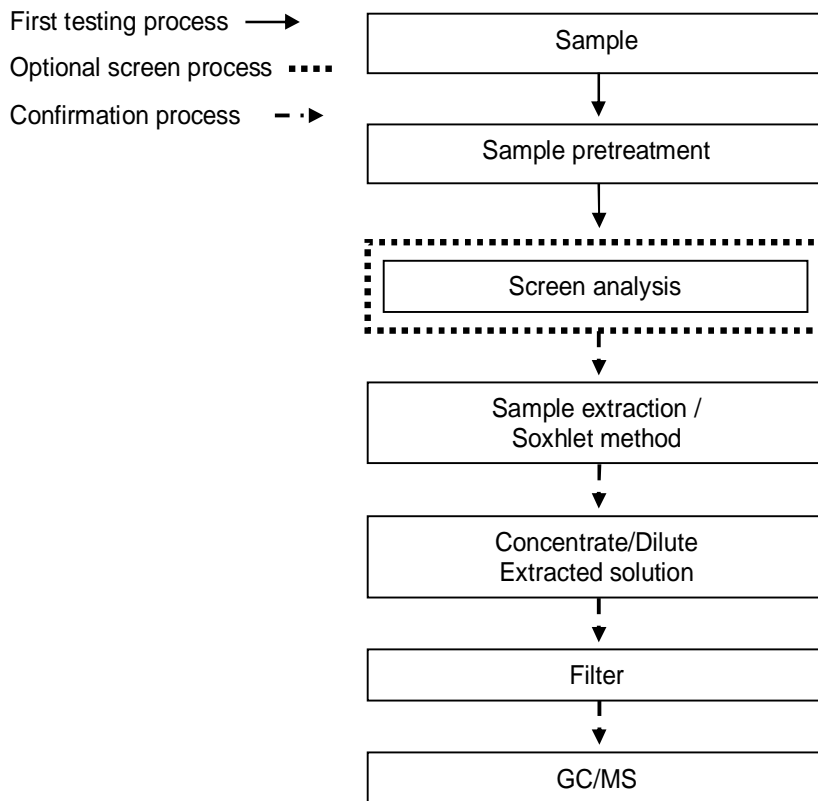 First testing process
Optional screen process
Confirmation process
Sample
Sample pretreatment
Screen analysis
Sample extraction /
Soxhlet method
Concentrate/Dilute
Extracted solution
Filter
GC/MS